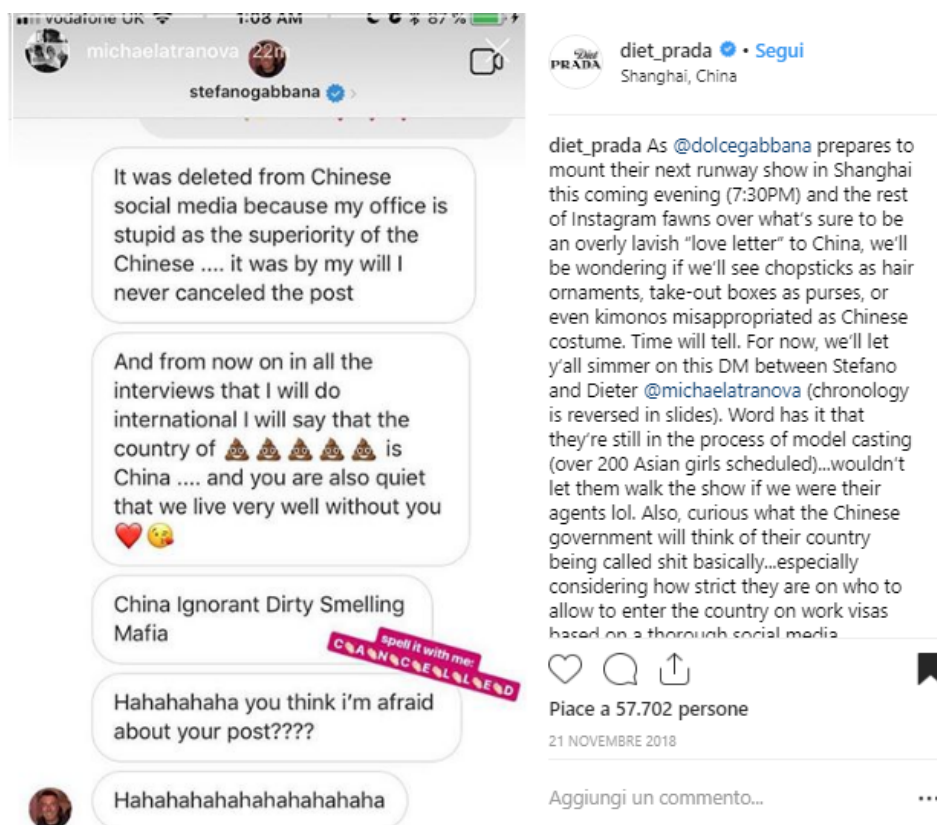 vodafone UK 1:08 AM 87 %
michaelatranova 22m
stefanogabbana
It was deleted from Chinese
social media because my office is
stupid as the superiority of the
Chinese .... it was by my will I
never canceled the post
And from now on in all the
interviews that I will do
international I will say that the
country of 💩 💩 💩 💩 💩 is
China .... and you are also quiet
that we live very well without you
❤️😘
China Ignorant Dirty Smelling
Mafia
spell it with me:
C A N C E L L E D
Hahahahaha you think i'm afraid
about your post????
Hahahahahahahahahahaha
Diet
PRADA
diet_prada • Segui
Shanghai, China
diet_prada As @dolcegabbana prepares to
mount their next runway show in Shanghai
this coming evening (7:30PM) and the rest
of Instagram fawns over what's sure to be
an overly lavish "love letter" to China, we'll
be wondering if we'll see chopsticks as hair
ornaments, take-out boxes as purses, or
even kimonos misappropriated as Chinese
costume. Time will tell. For now, we'll let
y'all simmer on this DM between Stefano
and Dieter @michaelatranova (chronology
is reversed in slides). Word has it that
they're still in the process of model casting
(over 200 Asian girls scheduled)...wouldn't
let them walk the show if we were their
agents lol. Also, curious what the Chinese
government will think of their country
being called shit basically...especially
considering how strict they are on who to
allow to enter the country on work visas
based on a thorough social media
Piace a 57.702 persone
21 NOVEMBRE 2018
Aggiungi un commento...